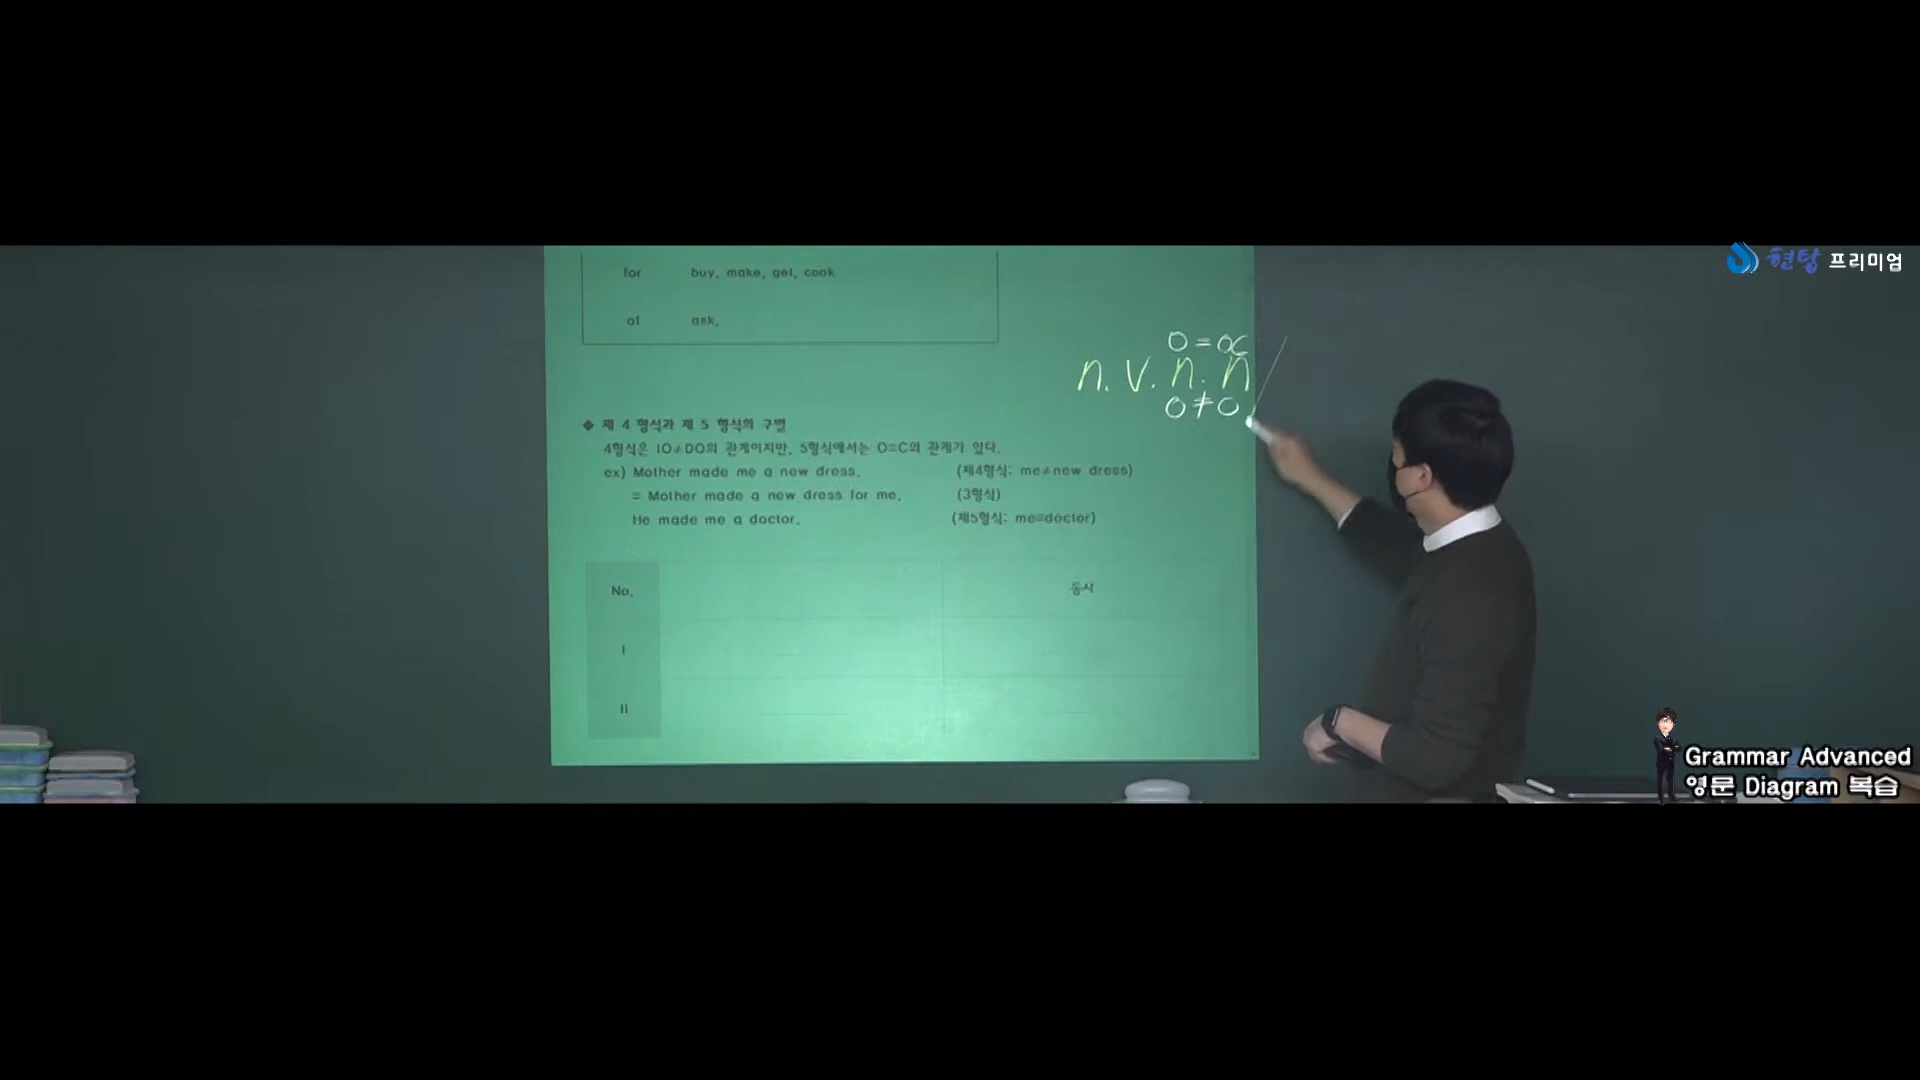 현탑 프리미엄
for buy, make, get, cook
of ask,
O = OC
n. v. n. n
O ≠ O
◆ 제 4 형식과 제 5 형식의 구별
4형식은 IO≠DO의 관계이지만, 5형식에서는 O=C의 관계가 있다.
ex) Mother made me a new dress. (제4형식: me≠new dress)
= Mother made a new dress for me. (3형식)
He made me a doctor. (제5형식: me=doctor)
No. 동사
I
II
Grammar Advanced
영문 Diagram 복습